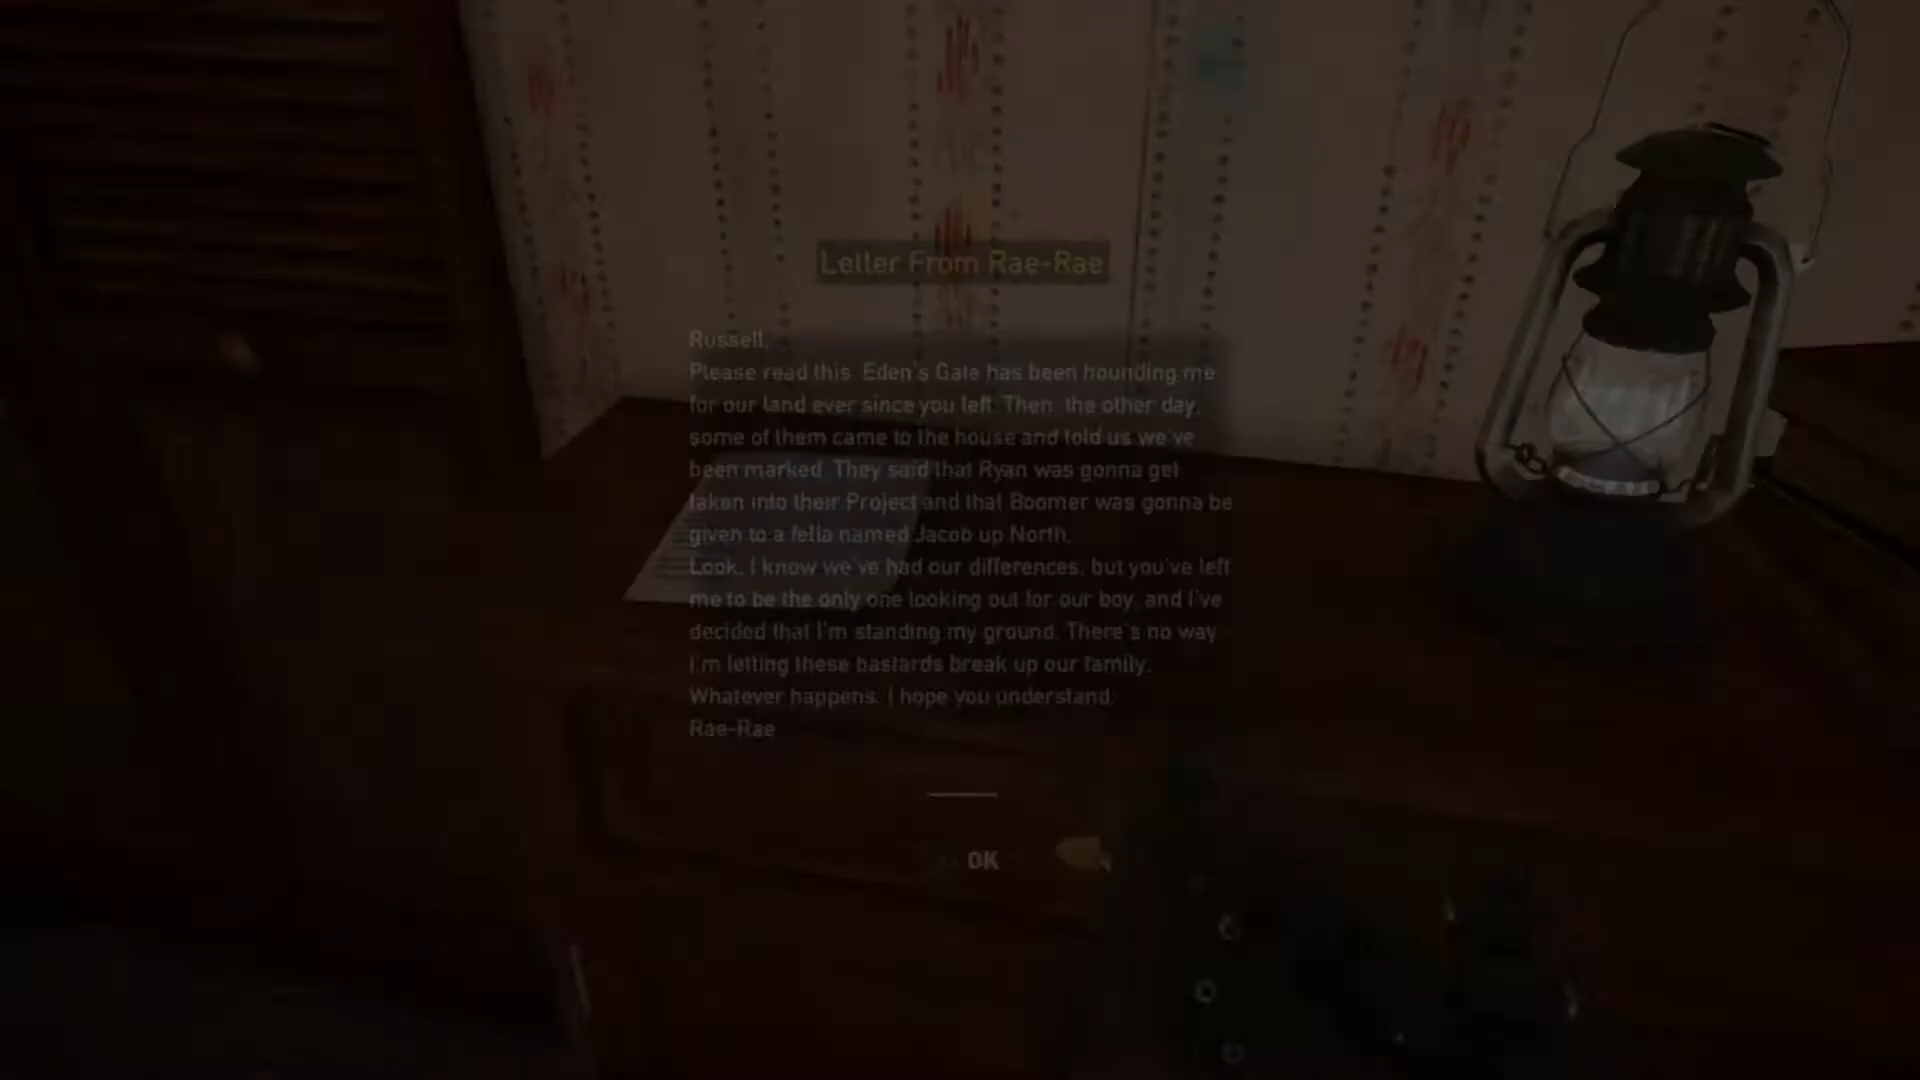 Letter From Rae-Rae
Russell,
Please read this. Eden's Gate has been hounding me
for our land ever since you left. Then, the other day,
some of them came to the house and told us we've
been marked. They said that Ryan was gonna get
taken into their Project and that Boomer was gonna be
given to a fella named Jacob up North.
Look, I know we've had our differences, but you've left
me to be the only one looking out for our boy, and I've
decided that I'm standing my ground. There's no way
I'm letting these bastards break up our family.
Whatever happens, I hope you understand.
Rae-Rae
OK